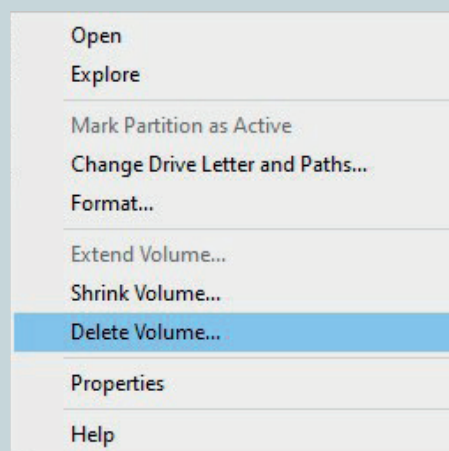 Open
Explore
Mark Partition as Active
Change Drive Letter and Paths...
Format...
Extend Volume...
Shrink Volume...
Delete Volume...
Properties
Help